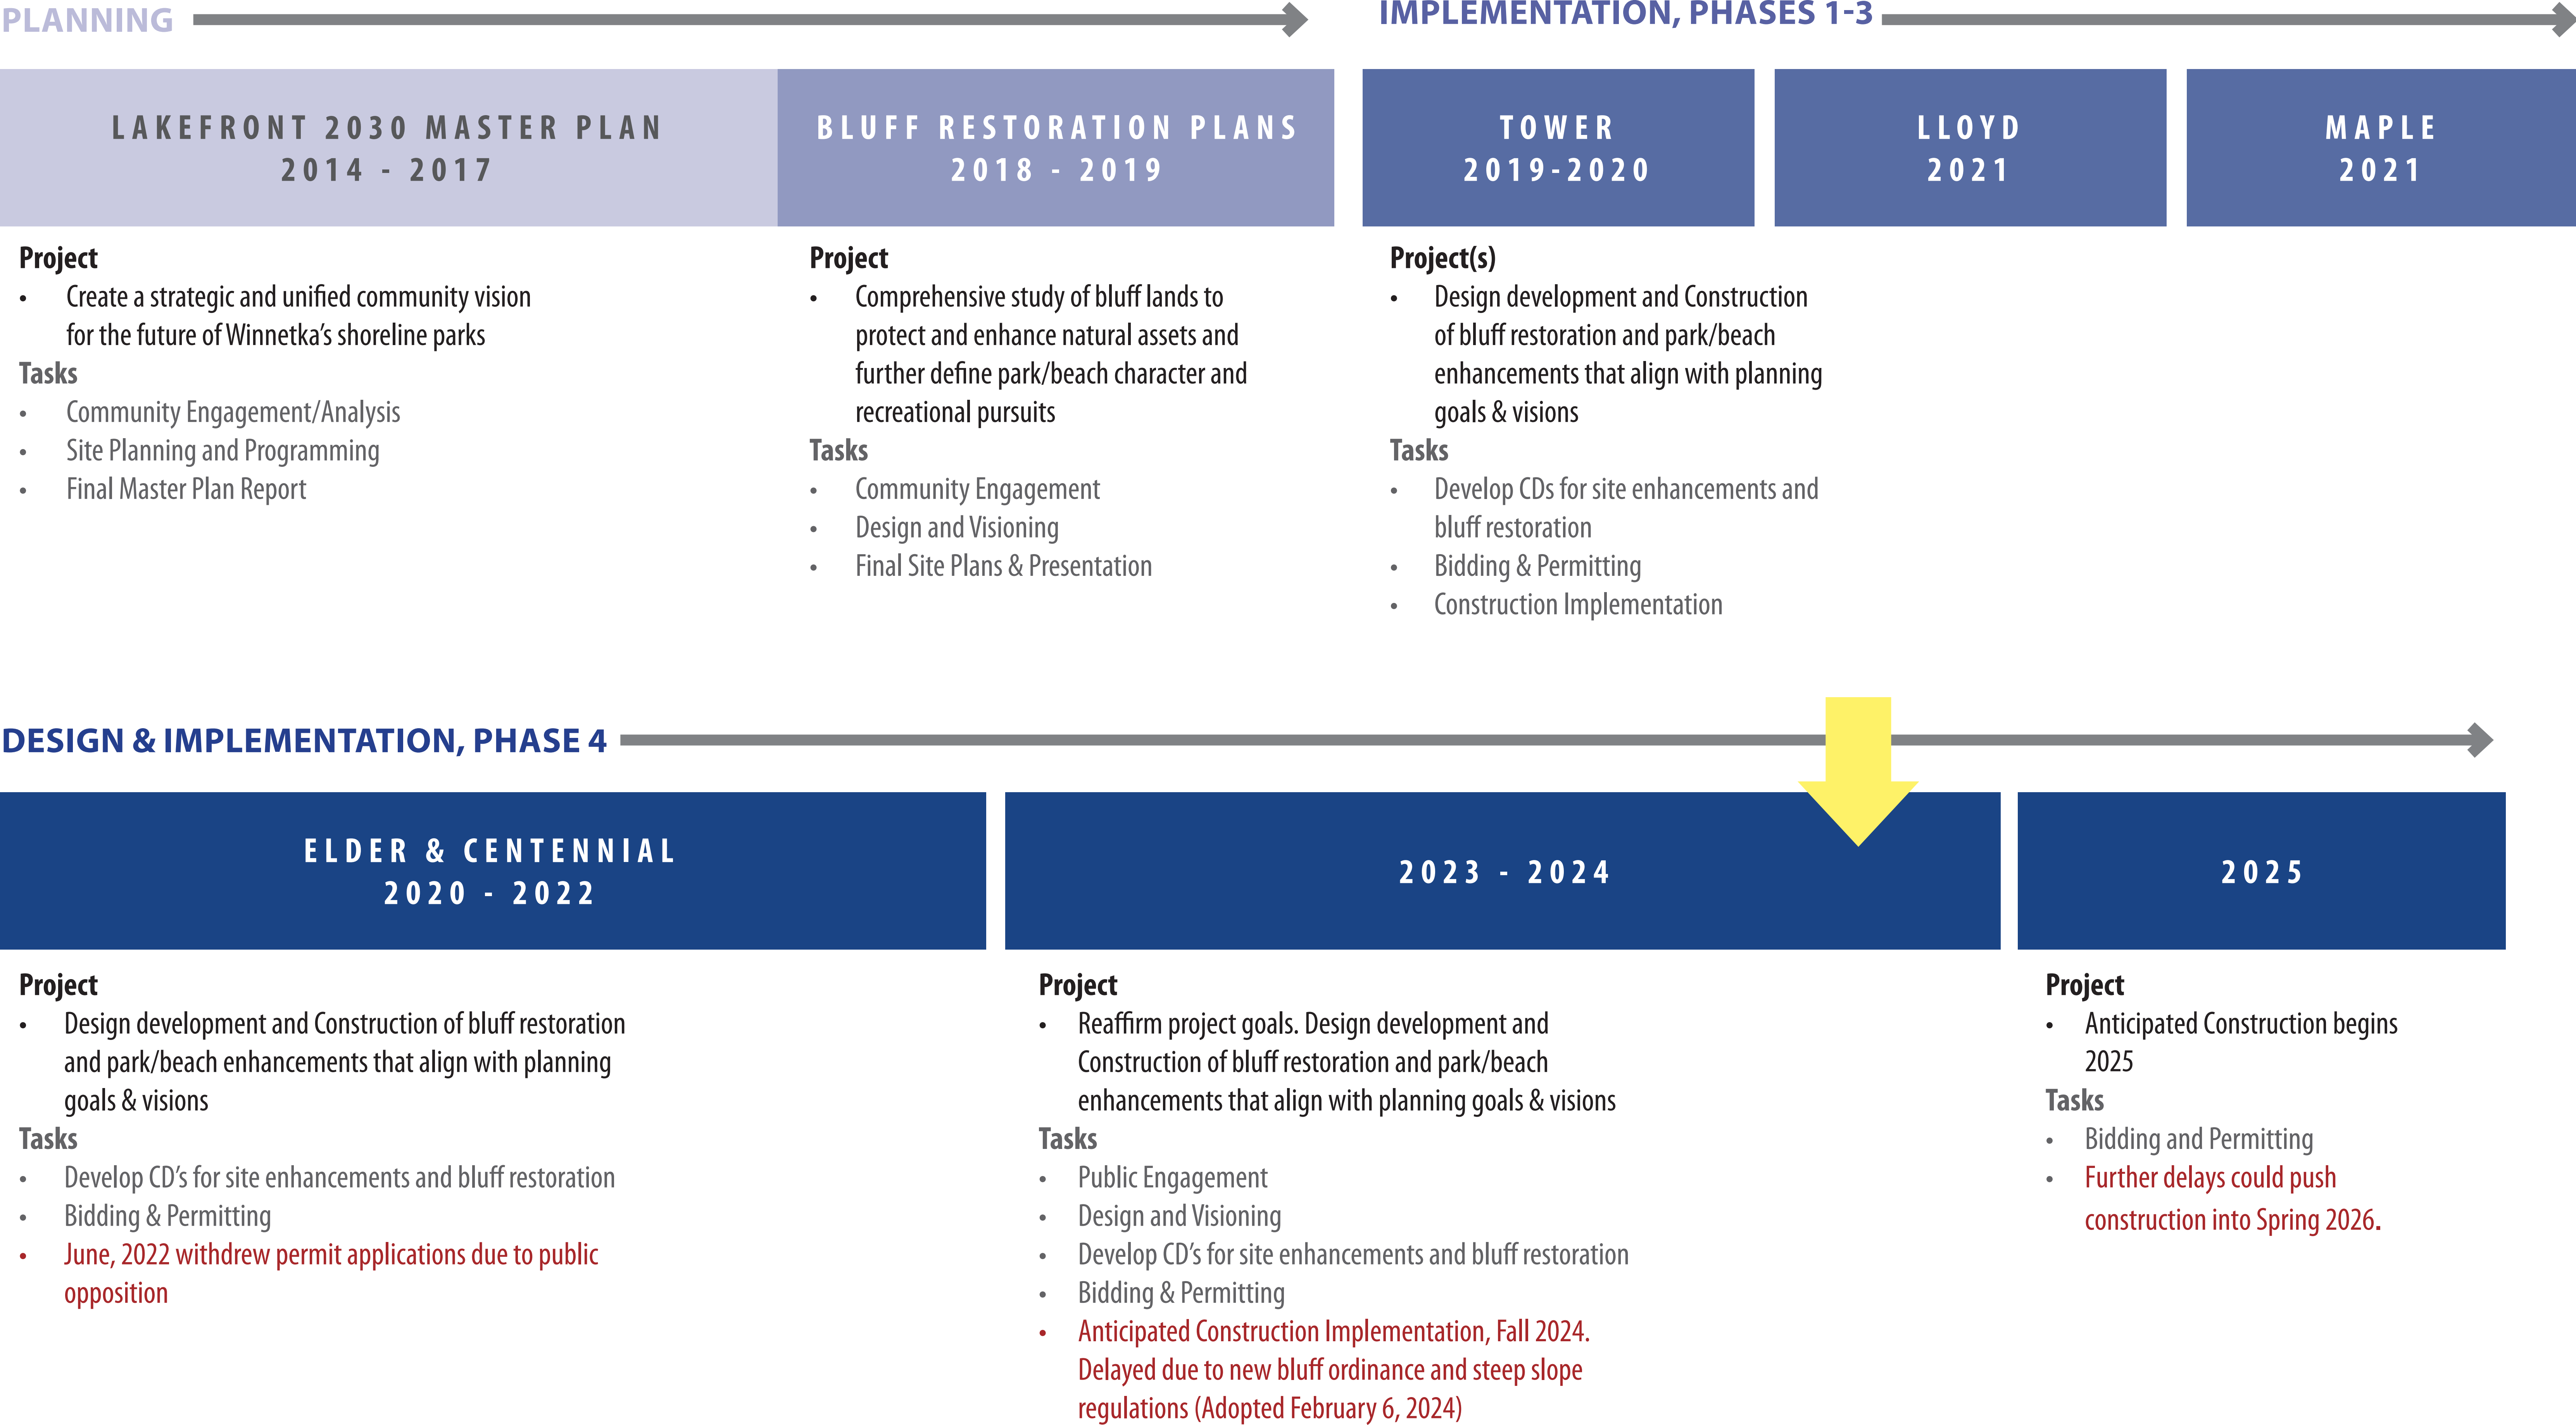 PLANNING
IMPLEMENTATION, PHASES 1-3
LAKEFRONT 2030 MASTER PLAN
2014 - 2017
BLUFF RESTORATION PLANS
2018 - 2019
TOWER
2019-2020
LLOYD
2021
MAPLE
2021
Project
• Create a strategic and unified community vision
for the future of Winnetka's shoreline parks
Tasks
• Community Engagement/Analysis
• Site Planning and Programming
• Final Master Plan Report
Project
• Comprehensive study of bluff lands to
protect and enhance natural assets and
further define park/beach character and
recreational pursuits
Tasks
• Community Engagement
• Design and Visioning
• Final Site Plans & Presentation
Project(s)
• Design development and Construction
of bluff restoration and park/beach
enhancements that align with planning
goals & visions
Tasks
• Develop CDs for site enhancements and
bluff restoration
• Bidding & Permitting
• Construction Implementation
DESIGN & IMPLEMENTATION, PHASE 4
ELDER & CENTENNIAL
2020 - 2022
2023 - 2024
2025
Project
• Design development and Construction of bluff restoration
and park/beach enhancements that align with planning
goals & visions
Tasks
• Develop CD's for site enhancements and bluff restoration
• Bidding & Permitting
• June, 2022 withdrew permit applications due to public
opposition
Project
• Reaffirm project goals. Design development and
Construction of bluff restoration and park/beach
enhancements that align with planning goals & visions
Tasks
• Public Engagement
• Design and Visioning
• Develop CD's for site enhancements and bluff restoration
• Bidding & Permitting
• Anticipated Construction Implementation, Fall 2024.
Delayed due to new bluff ordinance and steep slope
regulations (Adopted February 6, 2024)
Project
• Anticipated Construction begins
2025
Tasks
• Bidding and Permitting
• Further delays could push
construction into Spring 2026.